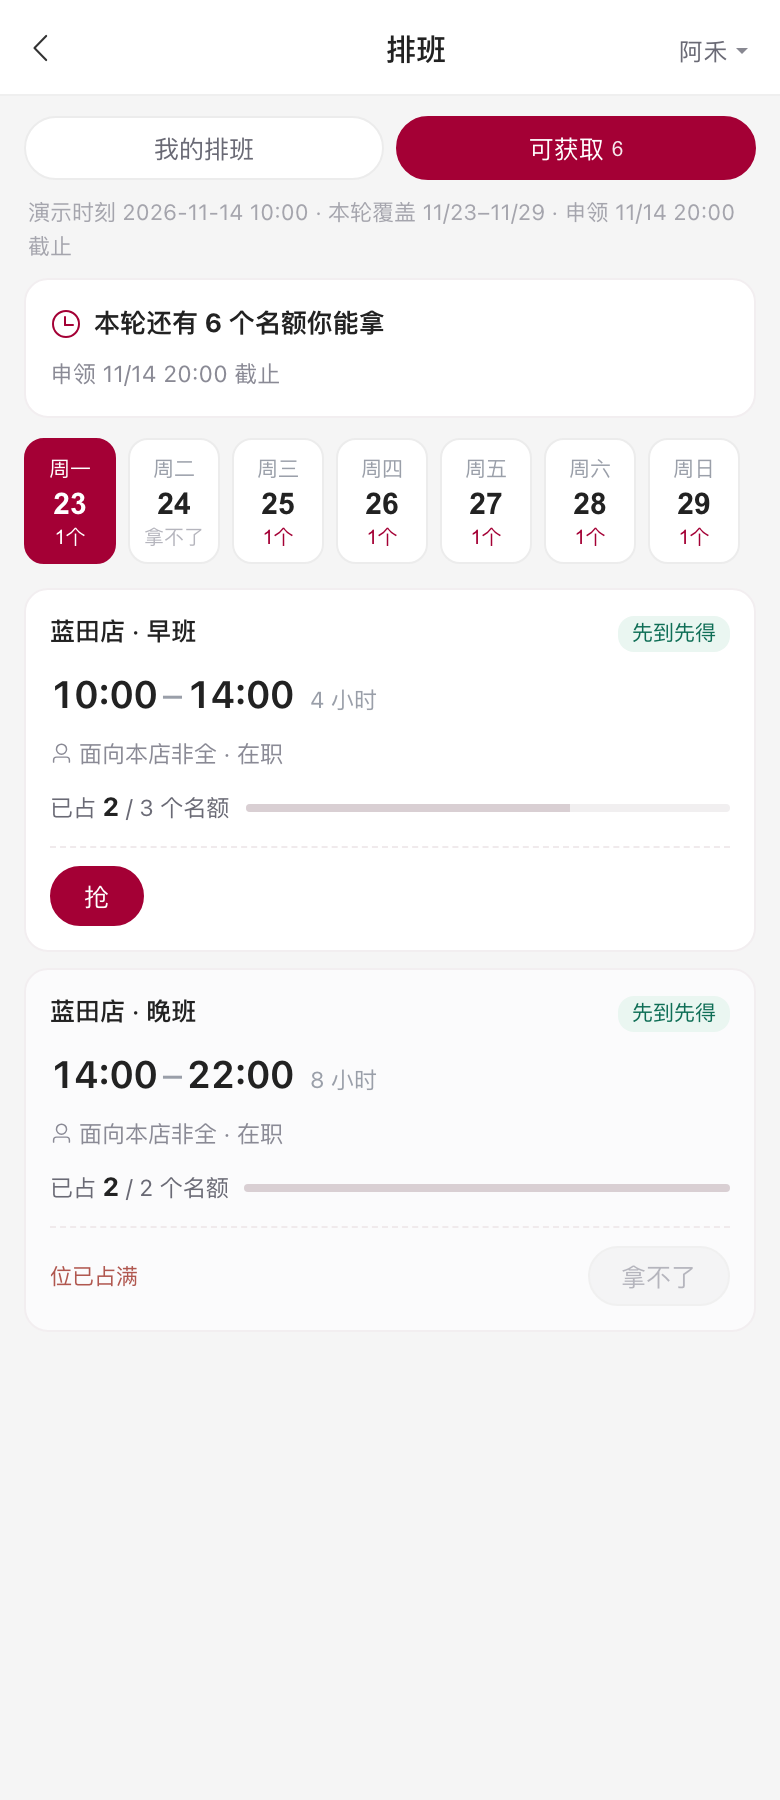 排班
阿禾
我的排班
可获取 6
演示时刻 2026-11-14 10:00 · 本轮覆盖 11/23–11/29 · 申领 11/14 20:00
截止
本轮还有 6 个名额你能拿
申领 11/14 20:00 截止
周一 周二 周三 周四 周五 周六 周日
23 24 25 26 27 28 29
1个 拿不了 1个 1个 1个 1个 1个
蓝田店 · 早班
先到先得
10:00–14:00 4 小时
面向本店非全 · 在职
已占 2 / 3 个名额
抢
蓝田店 · 晚班
先到先得
14:00–22:00 8 小时
面向本店非全 · 在职
已占 2 / 2 个名额
位已占满
拿不了